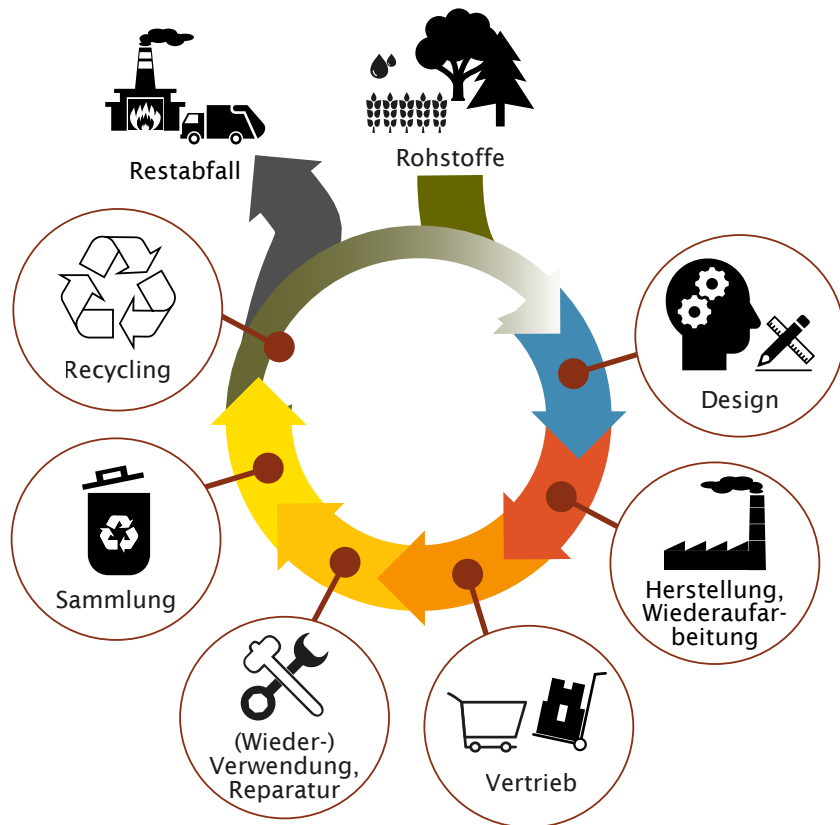 Restabfall
Rohstoffe
Design
Herstellung,
Wiederaufar-
beitung
Vertrieb
(Wieder-)
Verwendung,
Reparatur
Sammlung
Recycling